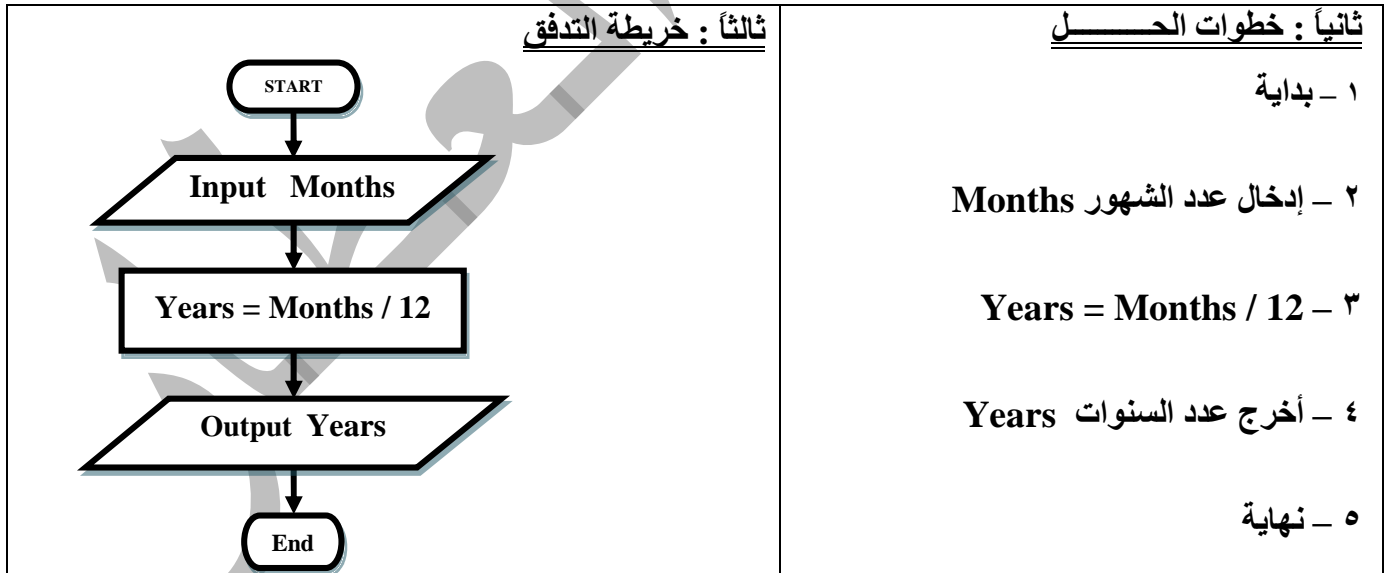 ثانياً : خطوات الحــــــــــل
١ – بداية
٢ – إدخال عدد الشهور Months
٣ – Years = Months / 12
٤ – أخرج عدد السنوات Years
٥ – نهاية
ثالثاً : خريطة التدفق
START
Input Months
Years = Months / 12
Output Years
End